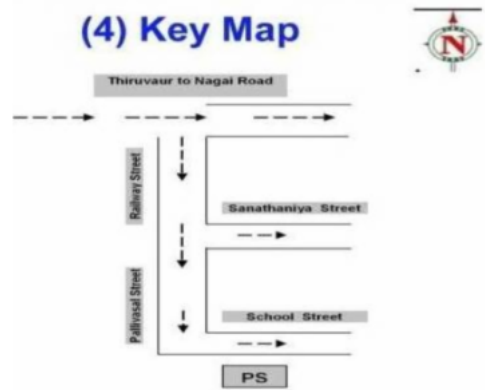 (4) Key Map
N
Thiruvaur to Nagai Road
Railway Street
Sanathaniya Street
Pallivasal Street
School Street
PS